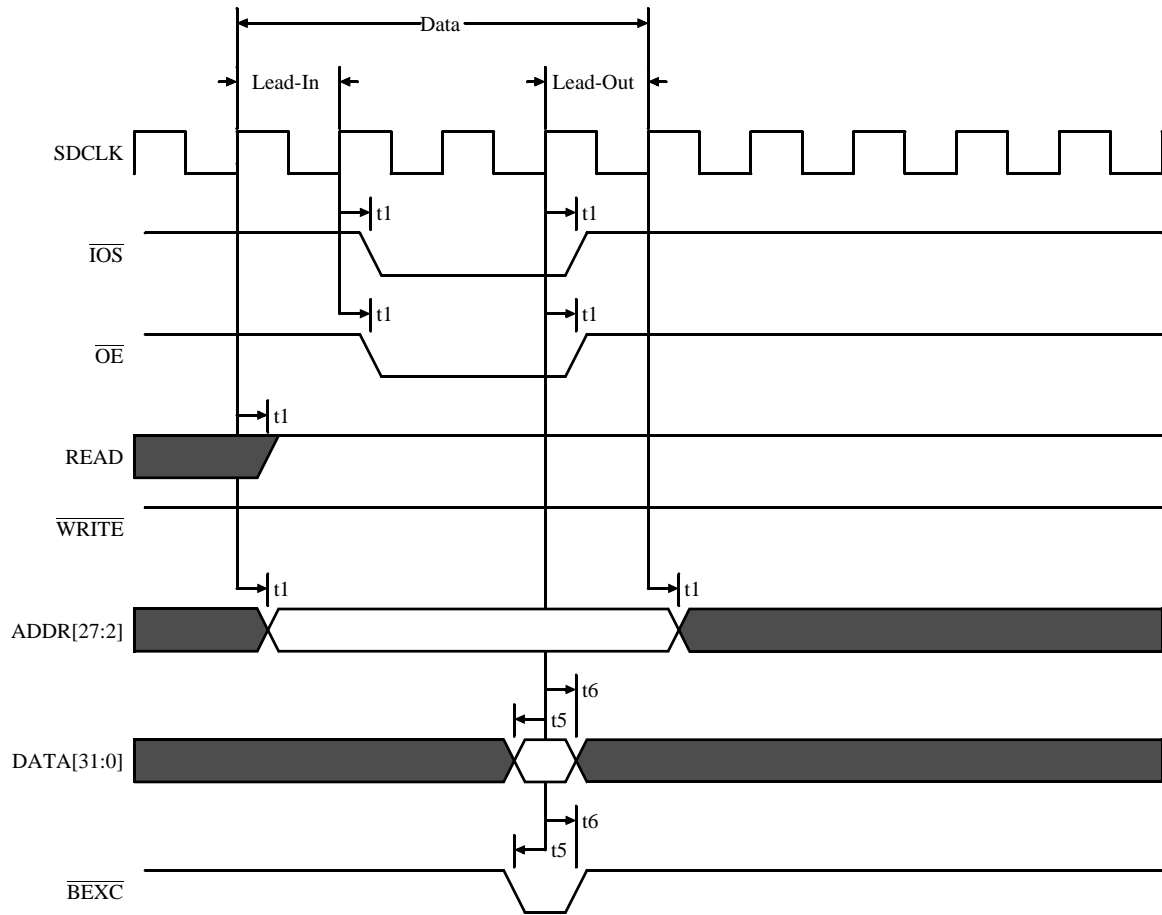 Data
Lead-In
Lead-Out
SDCLK
t1
t1
IOS
t1
t1
OE
t1
READ
WRITE
t1
t1
ADDR[27:2]
t6
t5
DATA[31:0]
t6
t5
BEXC